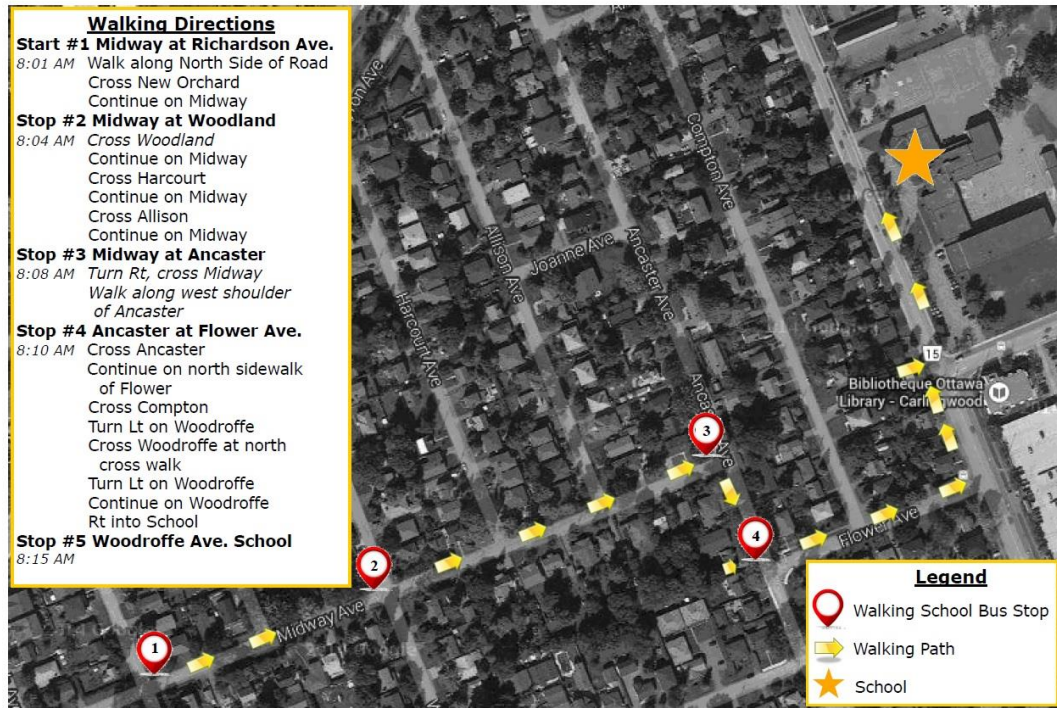 Walking Directions
Start #1 Midway at Richardson Ave.
8:01 AM Walk along North Side of Road
Cross New Orchard
Continue on Midway
Stop #2 Midway at Woodland
8:04 AM Cross Woodland
Continue on Midway
Cross Harcourt
Continue on Midway
Cross Allison
Continue on Midway
Stop #3 Midway at Ancaster
8:08 AM Turn Rt, cross Midway
Walk along west shoulder
of Ancaster
Stop #4 Ancaster at Flower Ave.
8:10 AM Cross Ancaster
Continue on north sidewalk
of Flower
Cross Compton
Turn Lt on Woodroffe
Cross Woodroffe at north
cross walk
Turn Lt on Woodroffe
Continue on Woodroffe
Rt into School
Stop #5 Woodroffe Ave. School
8:15 AM
Compton Ave
Allison Ave
Joanne Ave
Ancaster Ave
Harcourt Ave
15
Bibliotheque Ottawa
Library - Carlingwood
3
Ave
4
Flower Ave
2
Midway Ave
1
Legend
Walking School Bus Stop
Walking Path
School